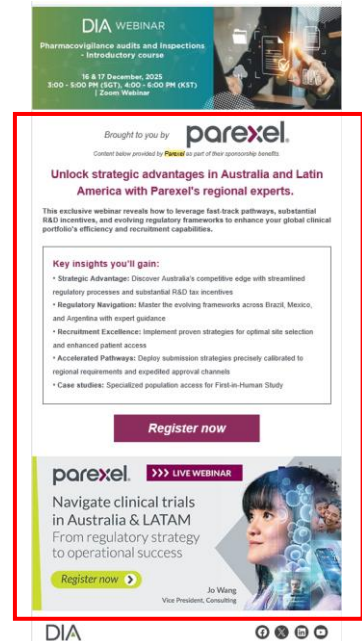 DIA WEBINAR
Pharmacovigilance audits and Inspections
- Introductory course
16 & 17 December, 2025
3:00 - 5:00 PM (SGT), 4:00 - 6:00 PM (KST)
| Zoom Webinar
Brought to you by parexel.
Content below provided by Parexel as part of their sponsorship benefits.
Unlock strategic advantages in Australia and Latin
America with Parexel's regional experts.
This exclusive webinar reveals how to leverage fast-track pathways, substantial
R&D incentives, and evolving regulatory frameworks to enhance your global clinical
portfolio's efficiency and recruitment capabilities.
Key insights you'll gain:
• Strategic Advantage: Discover Australia's competitive edge with streamlined
regulatory processes and substantial R&D tax incentives
• Regulatory Navigation: Master the evolving frameworks across Brazil, Mexico,
and Argentina with expert guidance
• Recruitment Excellence: Implement proven strategies for optimal site selection
and enhanced patient access
• Accelerated Pathways: Deploy submission strategies precisely calibrated to
regional requirements and expedited approval channels
• Case studies: Specialized population access for First-in-Human Study
Register now
parexel. >>> LIVE WEBINAR
Navigate clinical trials
in Australia & LATAM
From regulatory strategy
to operational success
Register now
Jo Wang
Vice President, Consulting
DIA